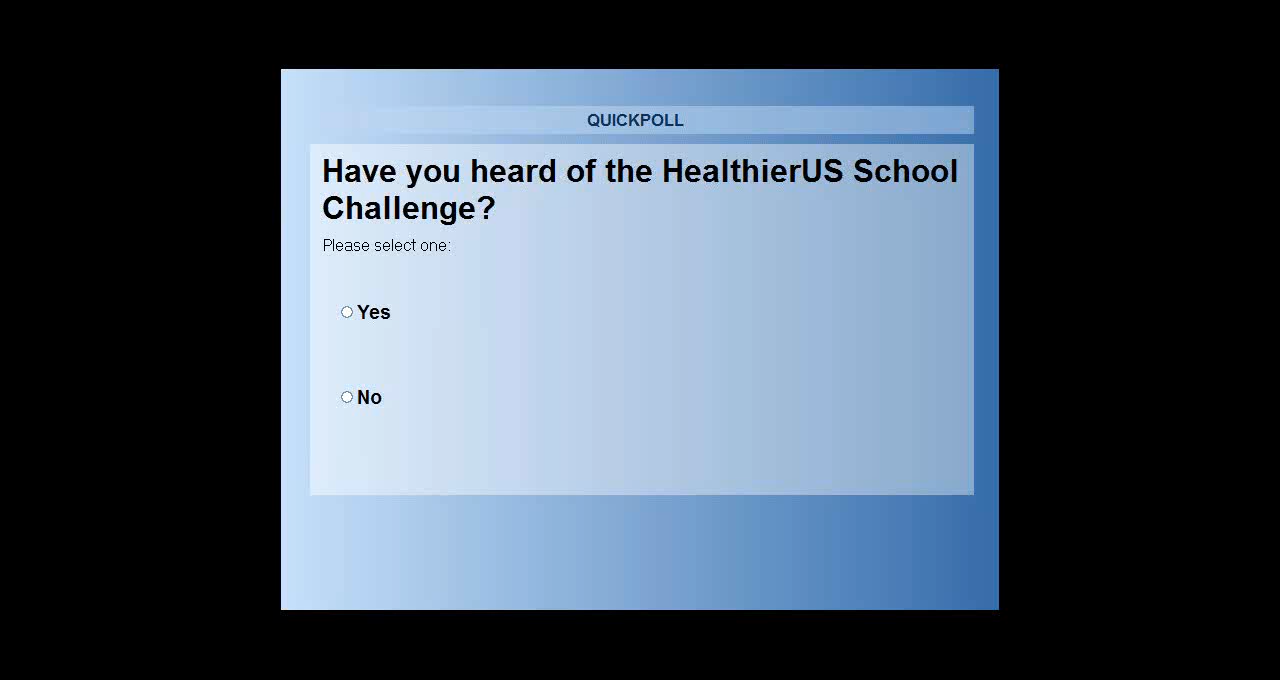 QUICKPOLL
Have you heard of the HealthierUS School
Challenge?
Please select one:
Yes
No